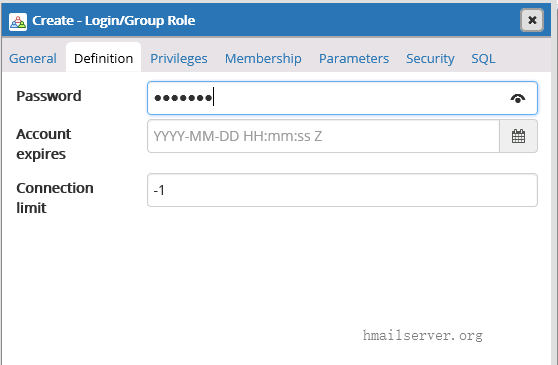 Create - Login/Group Role
General Definition Privileges Membership Parameters Security SQL
Password •••••••
Account expires YYYY-MM-DD HH:mm:ss Z
Connection limit -1
hmailserver.org